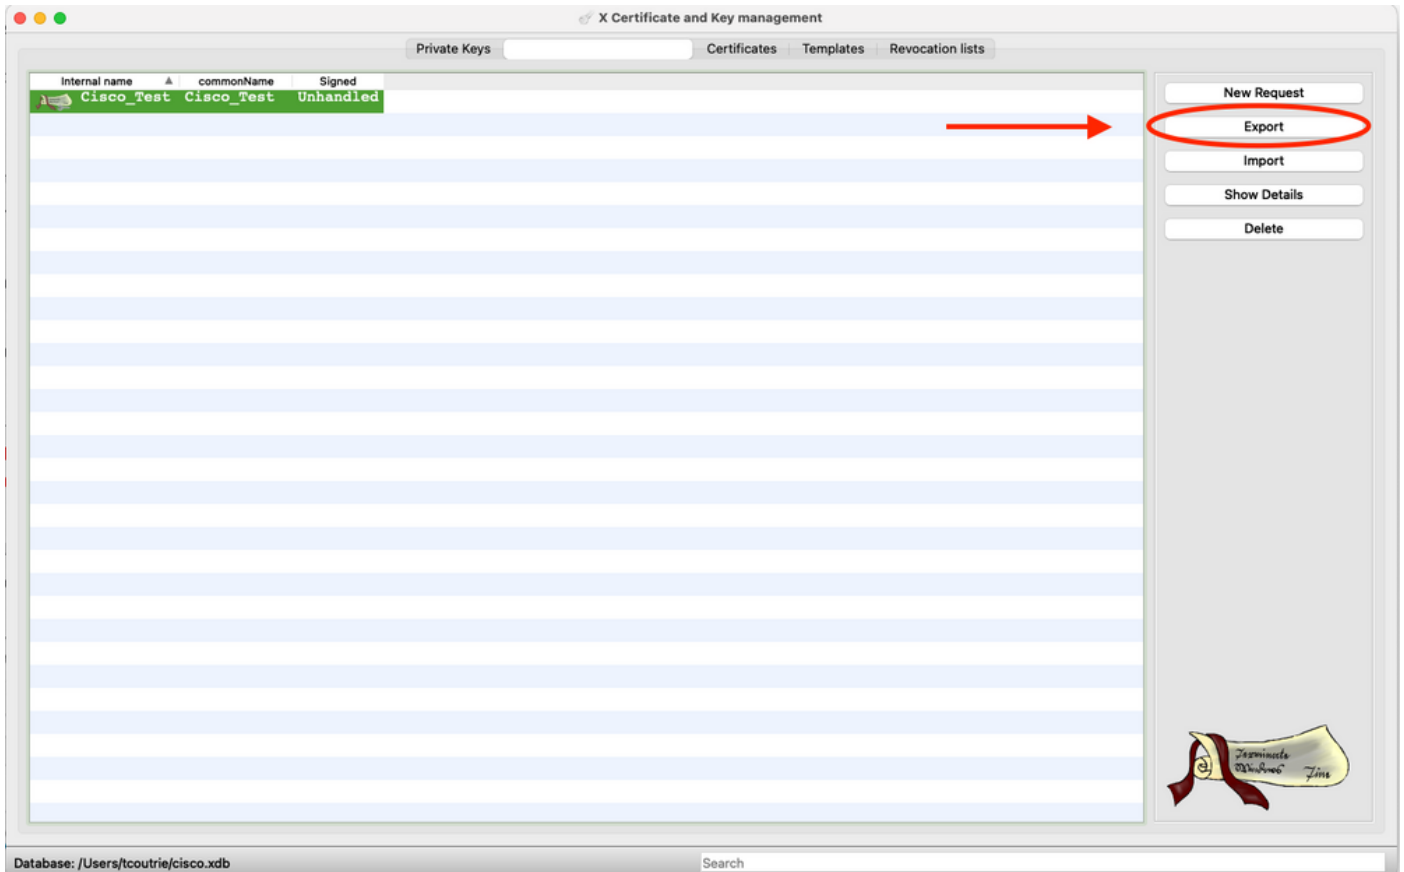 X Certificate and Key management
Private Keys Certificates Templates Revocation lists
Internal name commonName Signed
Cisco_Test Cisco_Test Unhandled
New Request
Export
Import
Show Details
Delete
Database: /Users/tcoutrie/cisco.xdb
Search